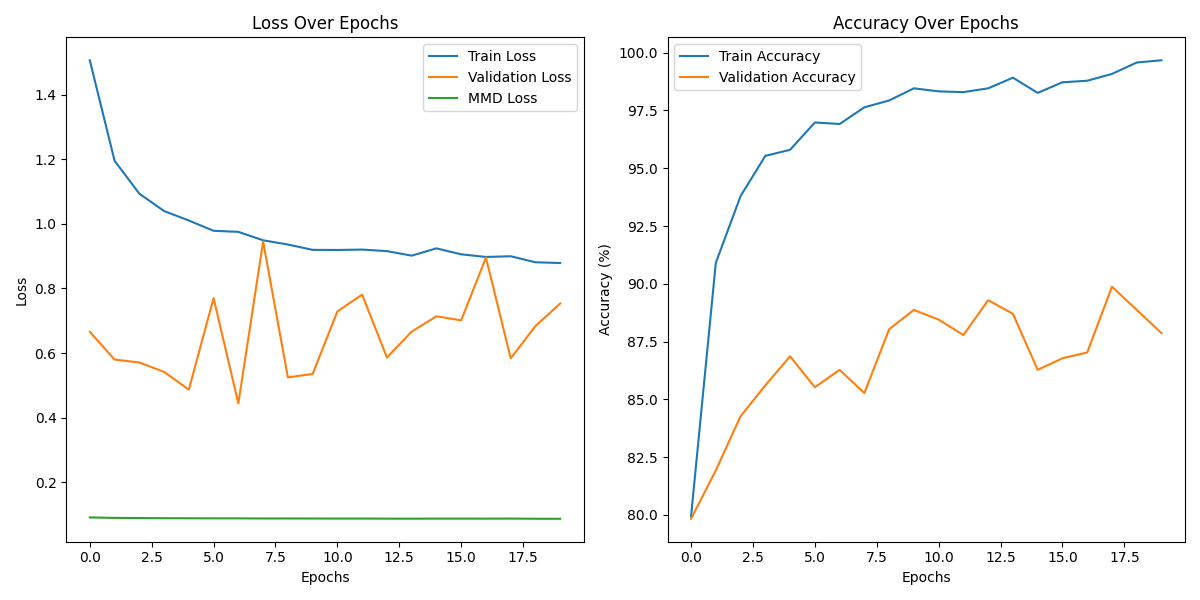 Loss Over Epochs
Train Loss
Validation Loss
MMD Loss
1.4
1.2
1.0
0.8
0.6
0.4
0.2
Loss
0.0 2.5 5.0 7.5 10.0 12.5 15.0 17.5
Epochs
Accuracy Over Epochs
Train Accuracy
Validation Accuracy
100.0
97.5
95.0
92.5
90.0
87.5
85.0
82.5
80.0
Accuracy (%)
0.0 2.5 5.0 7.5 10.0 12.5 15.0 17.5
Epochs